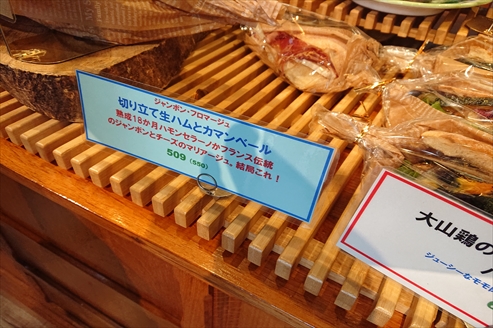 ジャンボン・フロマージュ
切り立て生ハムとカマンベール
熟成18か月ハモンセラーノかフランス伝統
のジャンボンとチーズのマリアージュ。結局これ！
509 (550)
大山鶏の
ジューシーなモモ